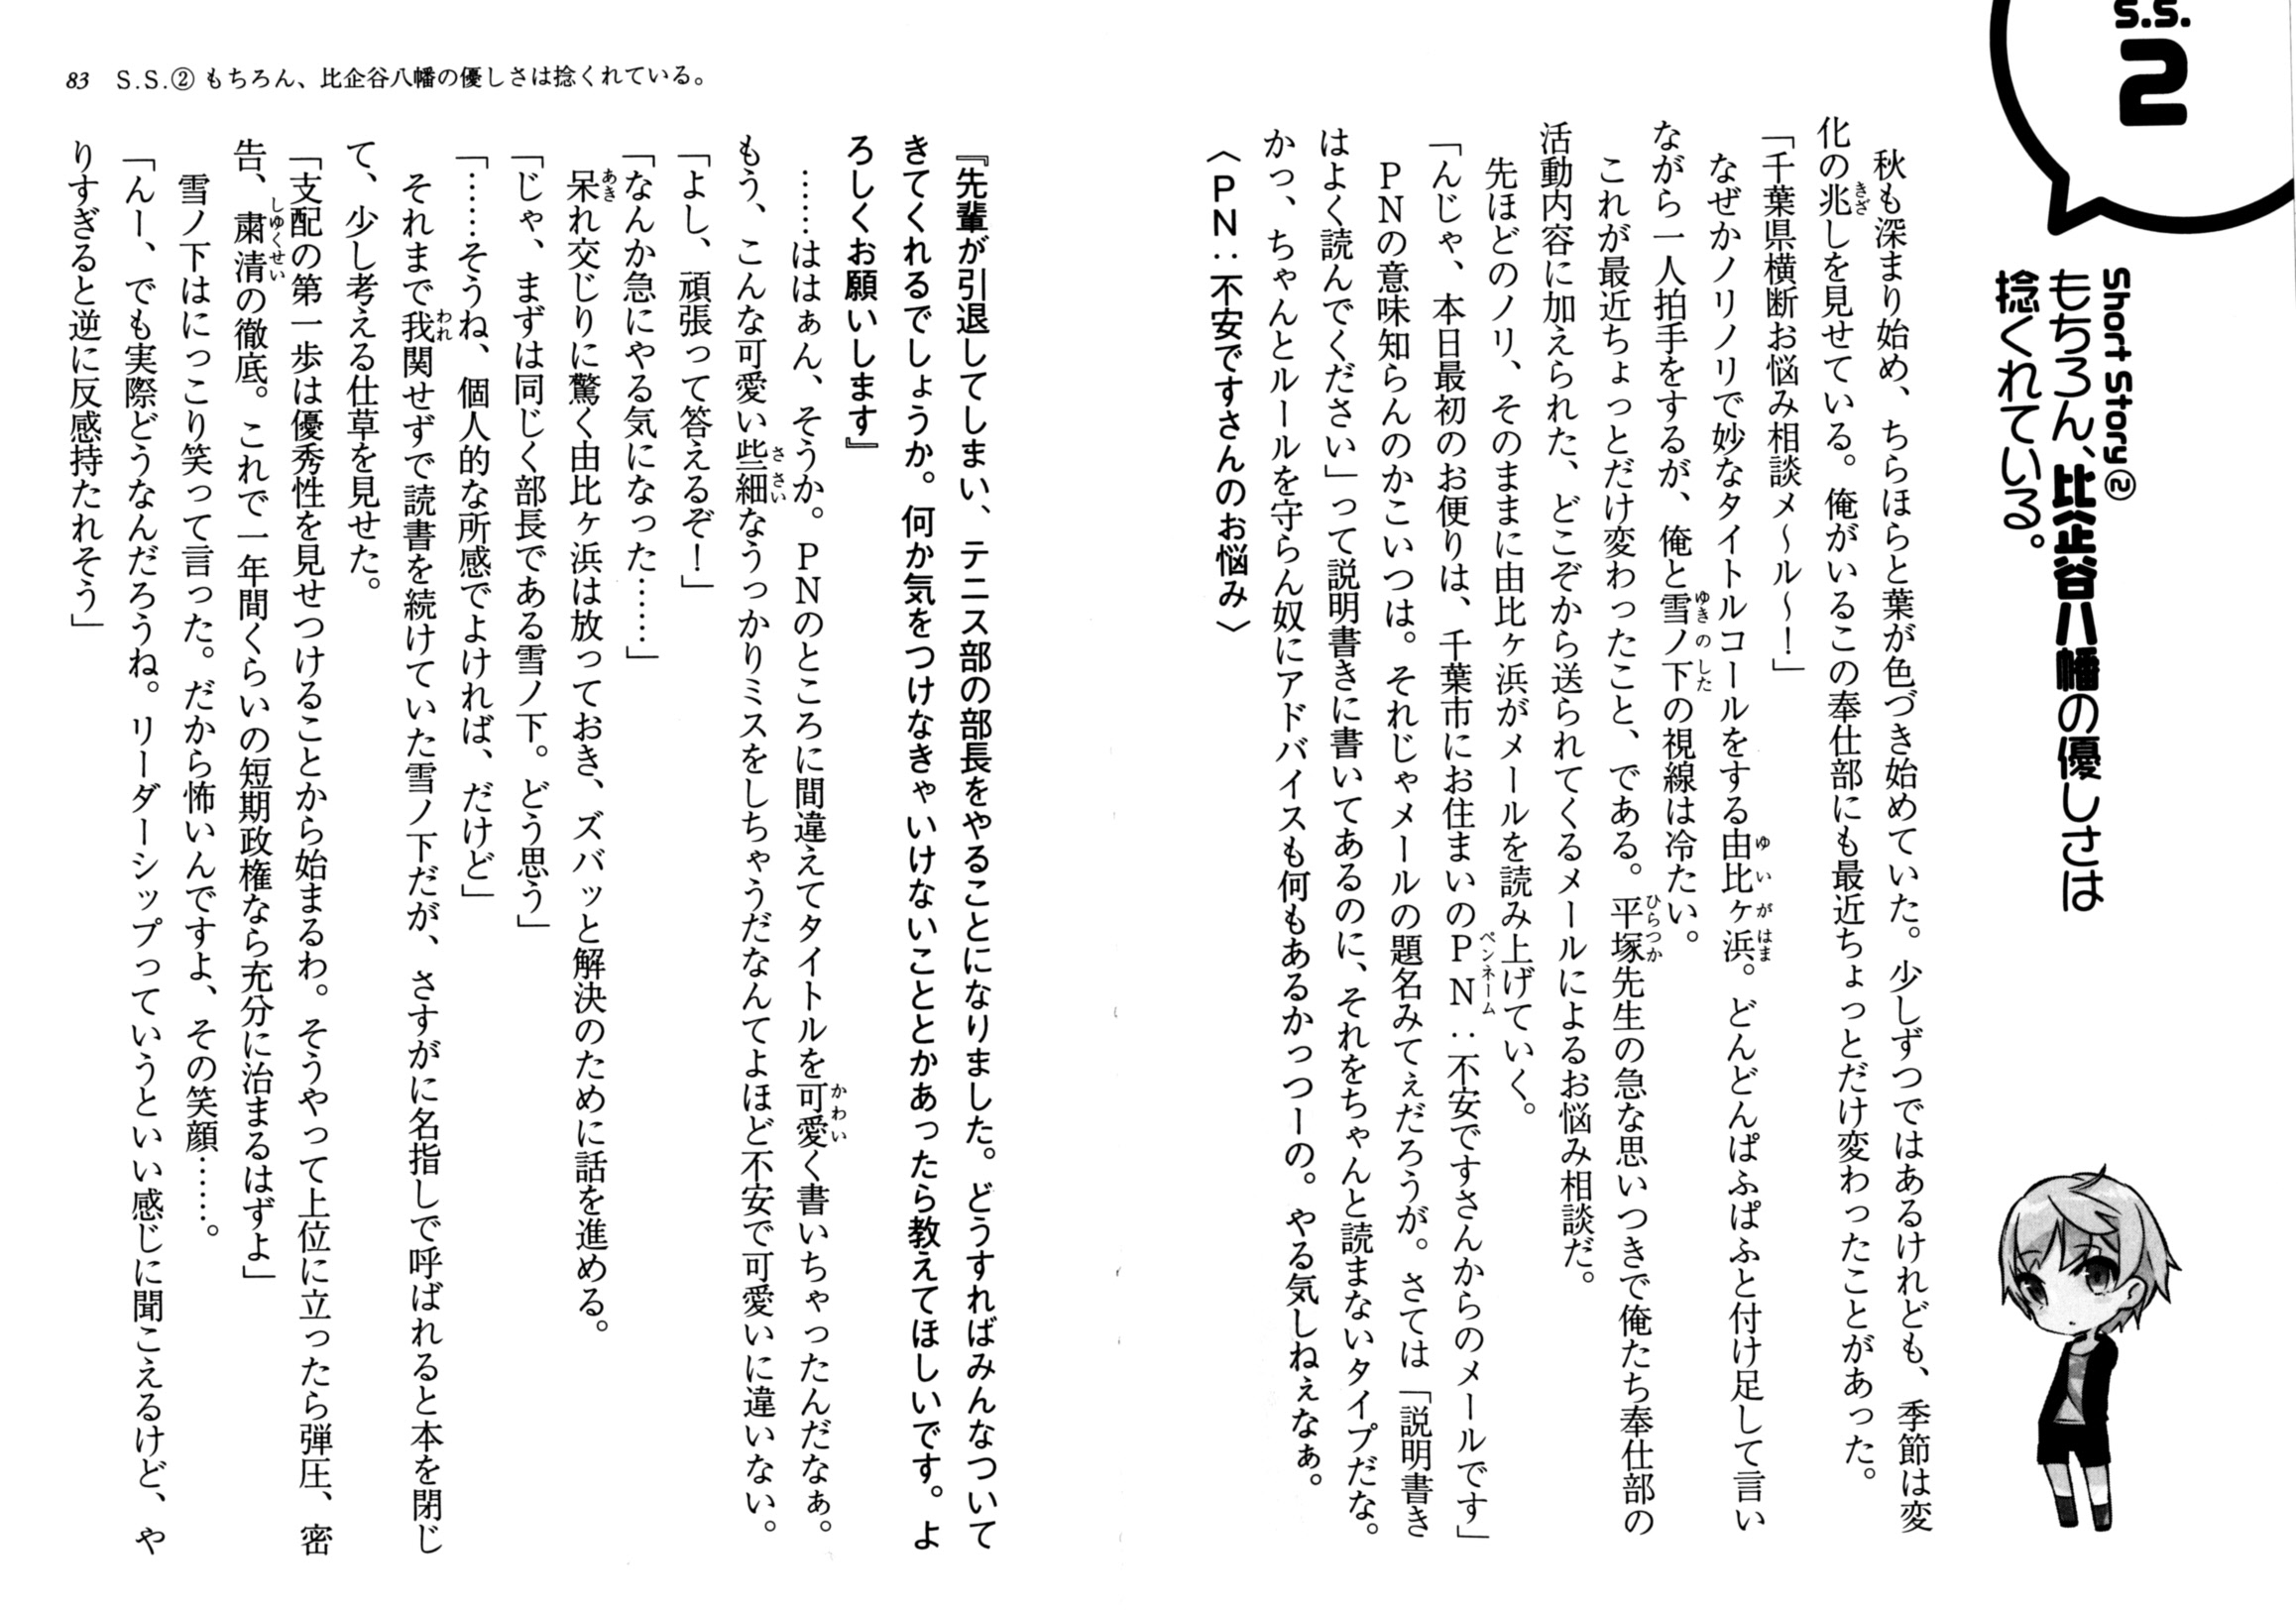 S.S.
2
Short Story②
もちろん、比企谷八幡の優しさは
捻くれている。
秋も深まり始め、ちらほらと葉が色づき始めていた。少しずつではあるけれども、季節は変
化の兆しを見せている。俺がいるこの奉仕部にも最近ちょっとだけ変わったことがあった。
「千葉県横断お悩み相談メ〜ル〜！」
なぜかノリノリで妙なタイトルコールをする由比ヶ浜。どんどんぱふぱふと付け足して言い
ながら一人拍手をするが、俺と雪ノ下の視線は冷たい。
これが最近ちょっとだけ変わったこと、である。平塚先生の急な思いつきで俺たち奉仕部の
活動内容に加えられた、どこぞから送られてくるメールによるお悩み相談だ。
先ほどのノリ、そのままに由比ヶ浜がメールを読み上げていく。
「んじゃ、本日最初のお便りは、千葉市にお住まいのPN：不安ですさんからのメールです」
PNの意味知らんのかこいつは。それじゃメールの題名みてぇだろうが。さては「説明書き
はよく読んでください」って説明書きに書いてあるのに、それをちゃんと読まないタイプだな。
かっ、ちゃんとルールを守らん奴にアドバイスも何もあるかっつーの。やる気しねぇなぁ。
〈PN：不安ですさんのお悩み〉
『先輩が引退してしまい、テニス部の部長をやることになりました。どうすればみんなついて
きてくれるでしょうか。何か気をつけなきゃいけないこととかあったら教えてほしいです。よ
ろしくお願いします』
……ははぁん、そうか。PNのところに間違えてタイトルを可愛く書いちゃったんだなぁ。
もう、こんな可愛い些細なうっかりミスをしちゃうだなんてよほど不安で可愛いに違いない。
「よし、頑張って答えるぞ！」
「なんか急にやる気になった……」
呆れ交じりに驚く由比ヶ浜は放っておき、ズバッと解決のために話を進める。
「じゃ、まずは同じく部長である雪ノ下。どう思う」
「……そうね、個人的な所感でよければ、だけど」
それまで我関せずで読書を続けていた雪ノ下だが、さすがに名指しで呼ばれると本を閉じ
て、少し考える仕草を見せた。
「支配の第一歩は優秀性を見せつけることから始まるわ。そうやって上位に立ったら弾圧、密
告、粛清の徹底。これで一年間くらいの短期政権なら充分に治まるはずよ」
雪ノ下はにっこり笑って言った。だから怖いんですよ、その笑顔……。
「んー、でも実際どうなんだろうね。リーダーシップっていうといい感じに聞こえるけど、や
りすぎると逆に反感持たれそう」
83 S.S.② もちろん、比企谷八幡の優しさは捻くれている。